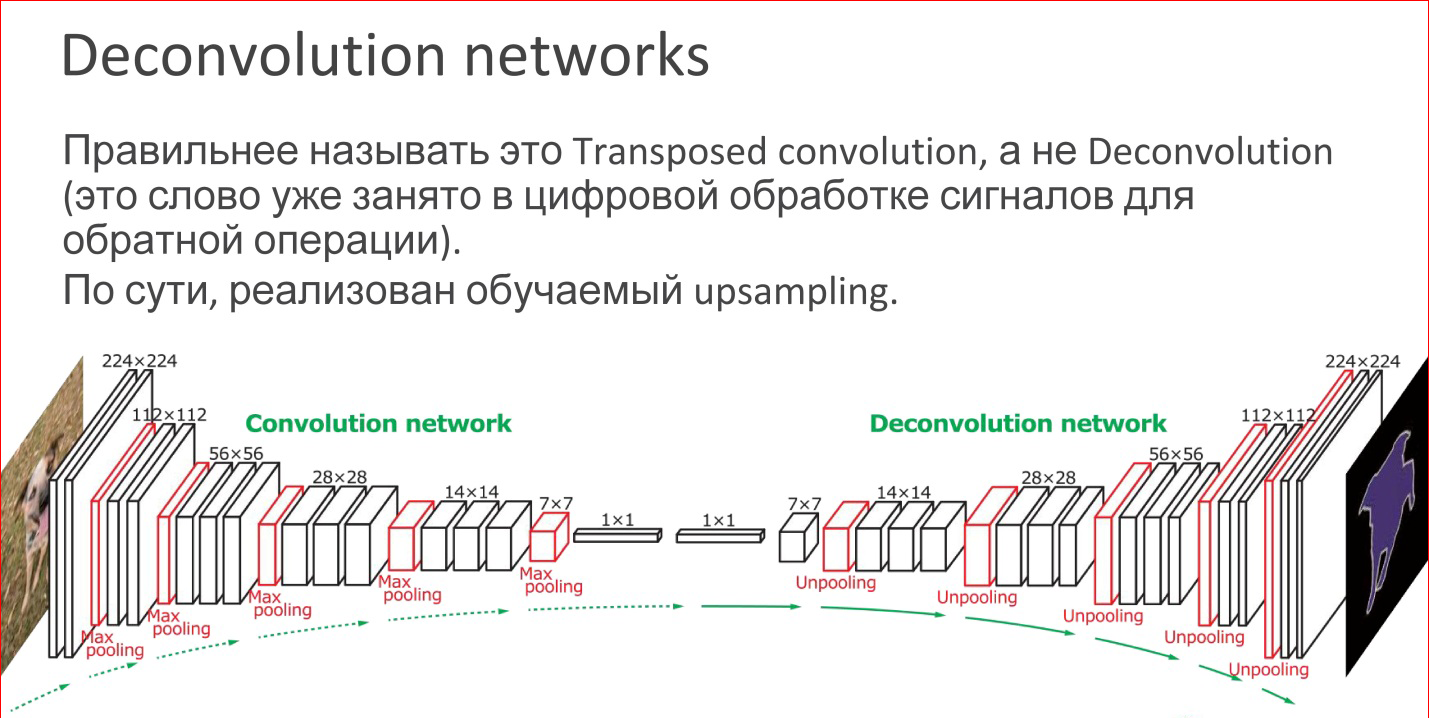 Deconvolution networks
Правильнее называть это Transposed convolution, а не Deconvolution
(это слово уже занято в цифровой обработке сигналов для
обратной операции).
По сути, реализован обучаемый upsampling.
224×224
112×112
56×56
28×28
14×14
7×7
1×1
1×1
7×7
14×14
28×28
56×56
112×112
224×224
Convolution network
Deconvolution network
Max
pooling
Max
pooling
Max
pooling
Max
pooling
Max
pooling
Unpooling
Unpooling
Unpooling
Unpooling
Unpooling